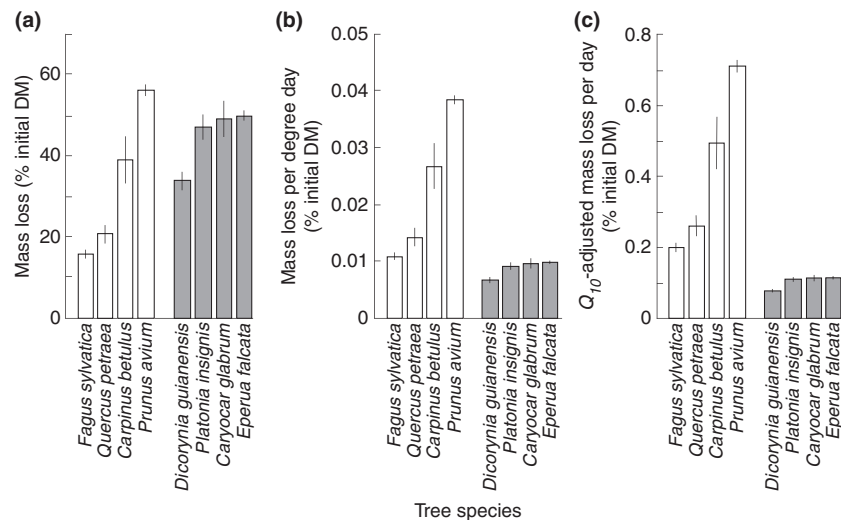 (a)
Mass loss (% initial DM)
60
40
20
0
Fagus sylvatica
Quercus petraea
Carpinus betulus
Prunus avium
Dicorynia guianensis
Platonia insignis
Caryocar glabrum
Eperua falcata
(b)
Mass loss per degree day
(% initial DM)
0.05
0.04
0.03
0.02
0.01
0
Fagus sylvatica
Quercus petraea
Carpinus betulus
Prunus avium
Dicorynia guianensis
Platonia insignis
Caryocar glabrum
Eperua falcata
(c)
Q10-adjusted mass loss per day
(% initial DM)
0.8
0.6
0.4
0.2
0
Fagus sylvatica
Quercus petraea
Carpinus betulus
Prunus avium
Dicorynia guianensis
Platonia insignis
Caryocar glabrum
Eperua falcata
Tree species